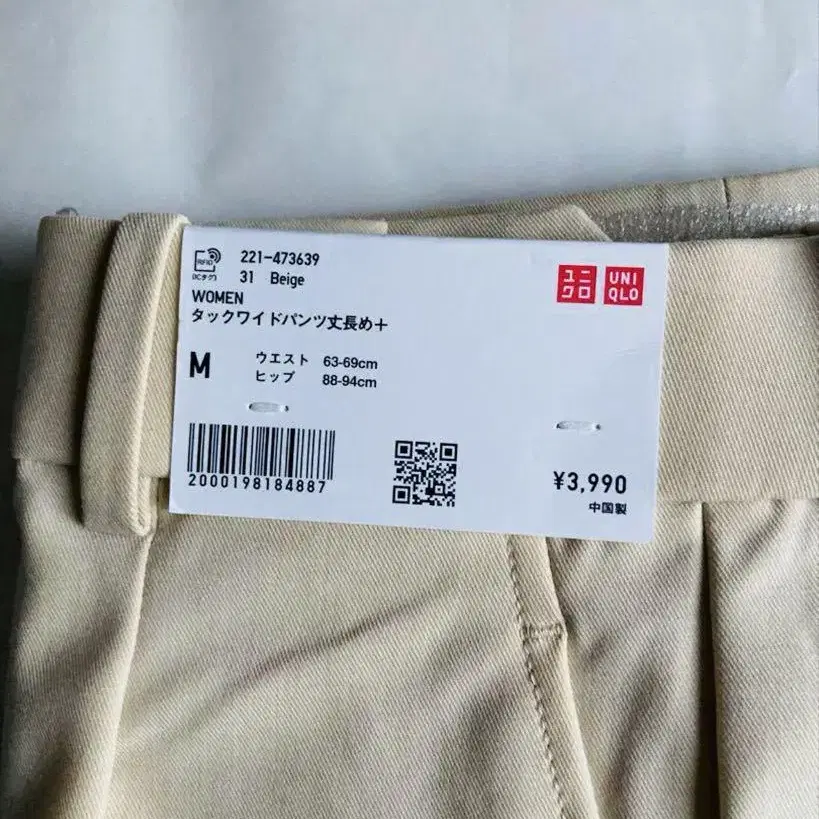 RFID
(ICタグ)
221-473639
31 Beige
WOMEN
タックワイドパンツ丈長め+
ユニ
クロ
UNI
QLO
M
ウエスト 63-69cm
ヒップ 88-94cm
2000198184887
¥3,990
中国製